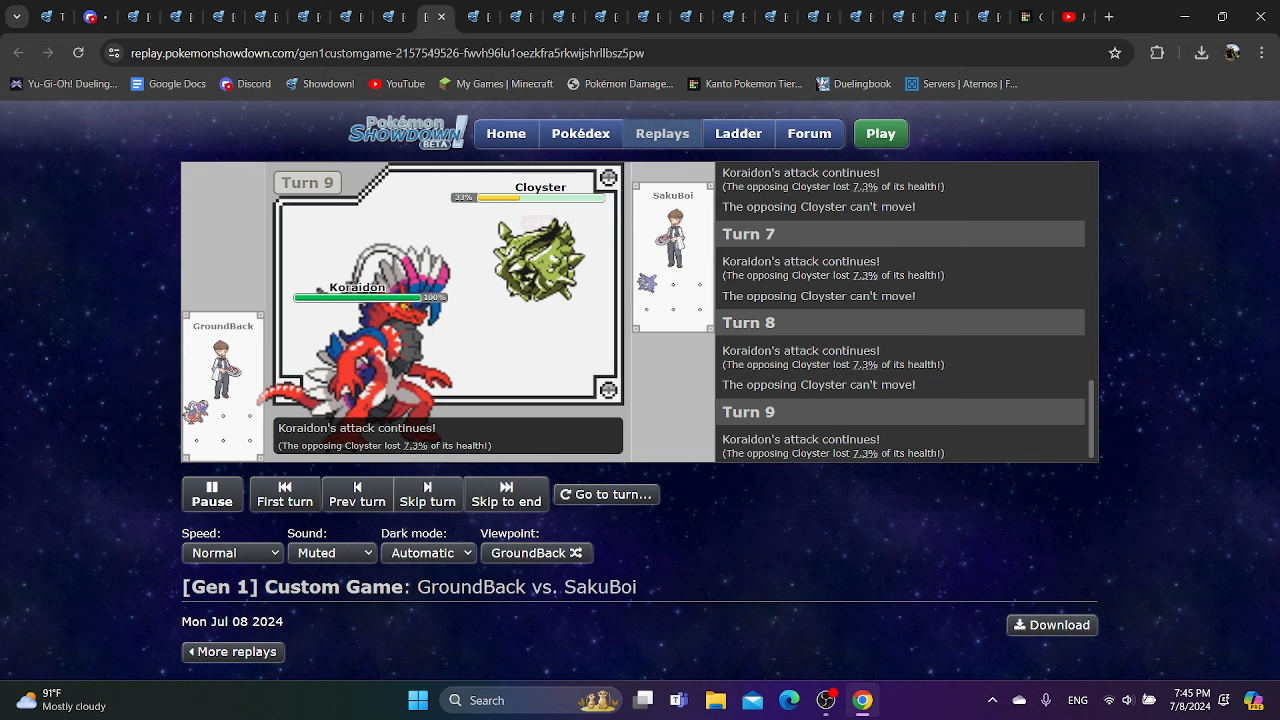 replay.pokemonshowdown.com/gen1customgame-2157549526-fwvh96lu1oezkfra5rkwijshrllbsz5pw
Yu-Gi-Oh! Dueling...
Google Docs
Discord
Showdown!
YouTube
My Games | Minecraft
Pokémon Damage...
Kanto Pokemon Tier...
Duelingbook
Servers | Aternos | F...
Pokémon
SHOWDOWN!
BETA
Home
Pokédex
Replays
Ladder
Forum
Play
Turn 9
Cloyster
33%
Koraidon
100%
GroundBack
SakuBoi
Koraidon's attack continues!
(The opposing Cloyster lost 7.3% of its health!)
Koraidon's attack continues!
(The opposing Cloyster lost 7.3% of its health!)
The opposing Cloyster can't move!
Turn 7
Koraidon's attack continues!
(The opposing Cloyster lost 7.3% of its health!)
The opposing Cloyster can't move!
Turn 8
Koraidon's attack continues!
(The opposing Cloyster lost 7.3% of its health!)
The opposing Cloyster can't move!
Turn 9
Koraidon's attack continues!
(The opposing Cloyster lost 7.3% of its health!)
Pause
First turn
Prev turn
Skip turn
Skip to end
Go to turn...
Speed:
Sound:
Dark mode:
Viewpoint:
Normal
Muted
Automatic
GroundBack
[Gen 1] Custom Game: GroundBack vs. SakuBoi
Mon Jul 08 2024
Download
More replays
91°F
Mostly cloudy
Search
ENG
7:45 PM
7/8/2024
PRE